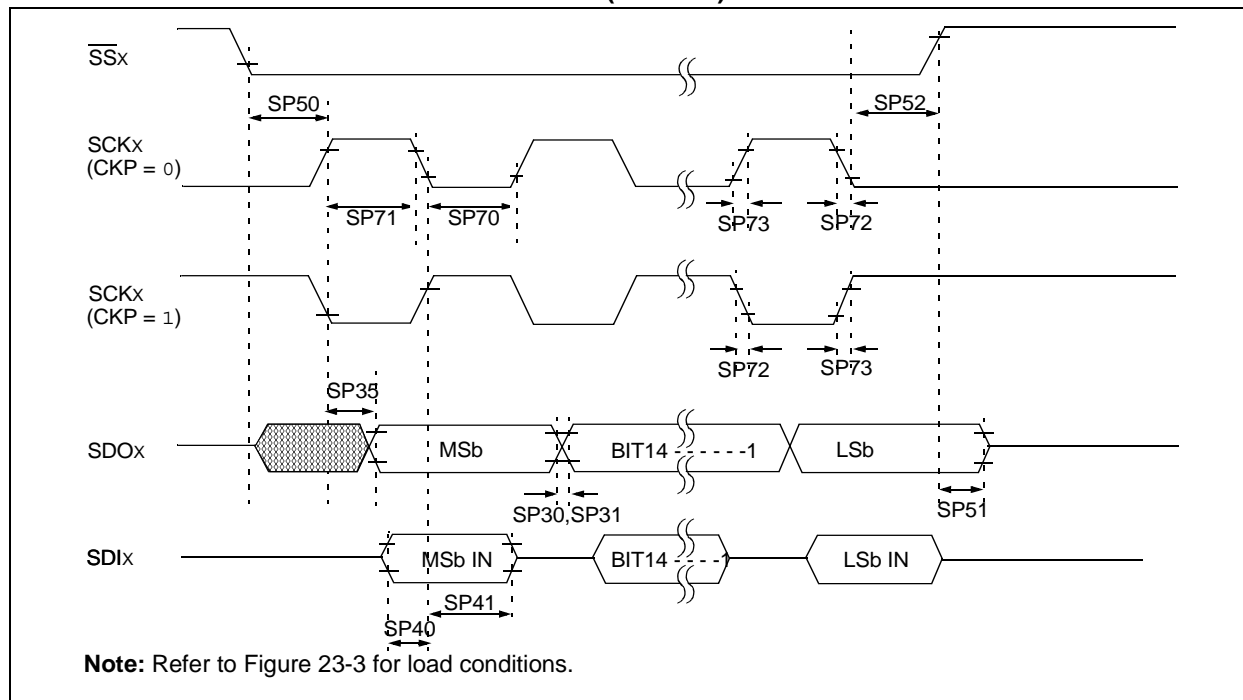 SSX
SP50
SP52
SCKX
(CKP = 0)
SP71
SP70
SP73
SP72
SCKX
(CKP = 1)
SP72
SP73
SP35
SDOX
MSb
BIT14 - - - - - -1
LSb
SP30,SP31
SP51
SDIX
MSb IN
BIT14 - - - -1
LSb IN
SP41
SP40
Note: Refer to Figure 23-3 for load conditions.